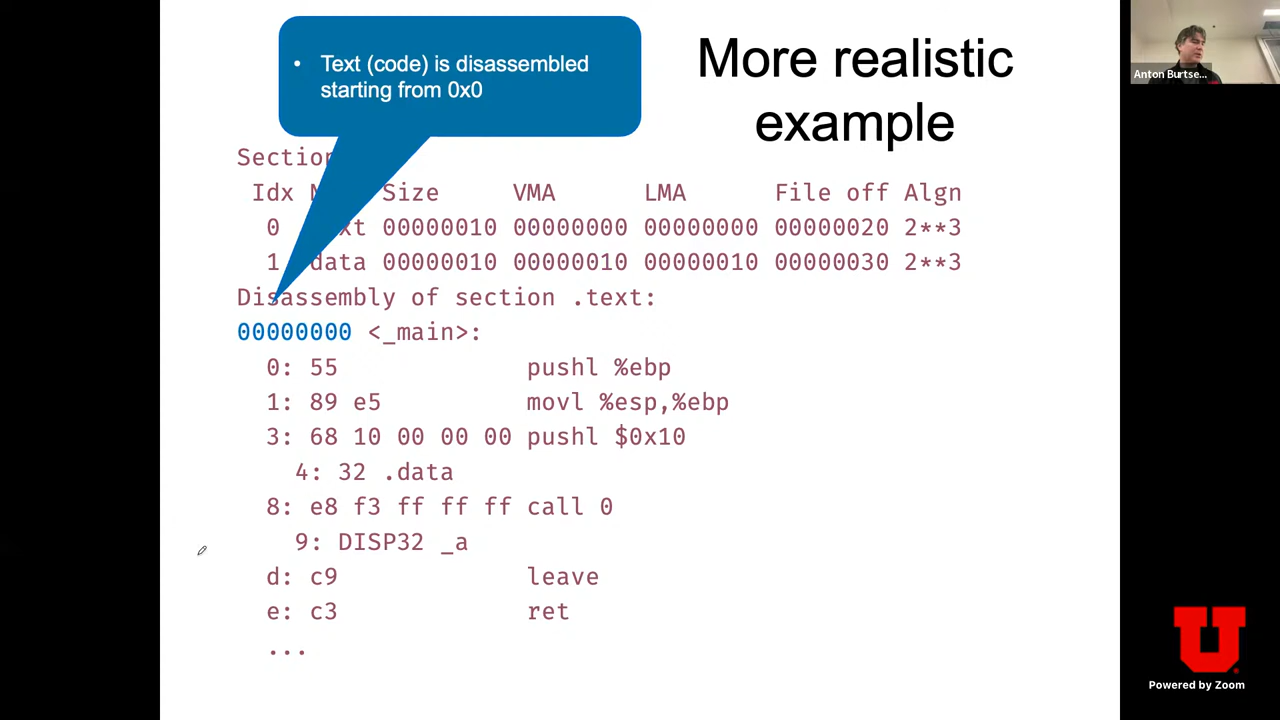 • Text (code) is disassembled
starting from 0x0
More realistic
example
Anton Burtse...
Section
Idx N Size VMA LMA File off Algn
0 xt 00000010 00000000 00000000 00000020 2**3
1 data 00000010 00000010 00000010 00000030 2**3
Disassembly of section .text:
00000000 <_main>:
0: 55 pushl %ebp
1: 89 e5 movl %esp,%ebp
3: 68 10 00 00 00 pushl $0x10
4: 32 .data
8: e8 f3 ff ff ff call 0
9: DISP32 _a
d: c9 leave
e: c3 ret
...
U
Powered by Zoom